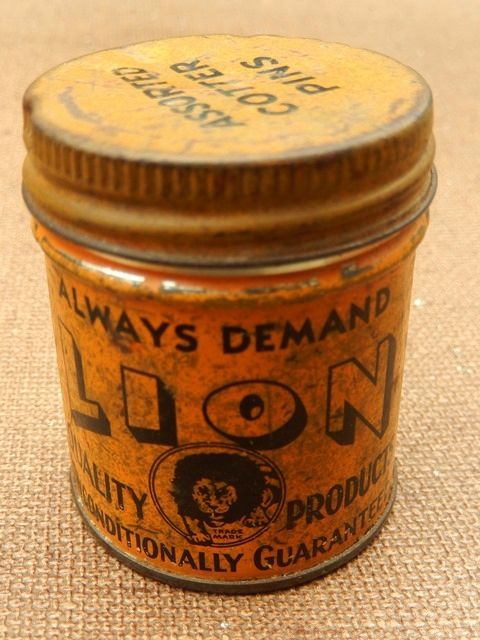 ASSORTED
COTTER
PINS
ALWAYS DEMAND
LION
QUALITY PRODUCTS
TRADE
MARK
UNCONDITIONALLY GUARANTEED